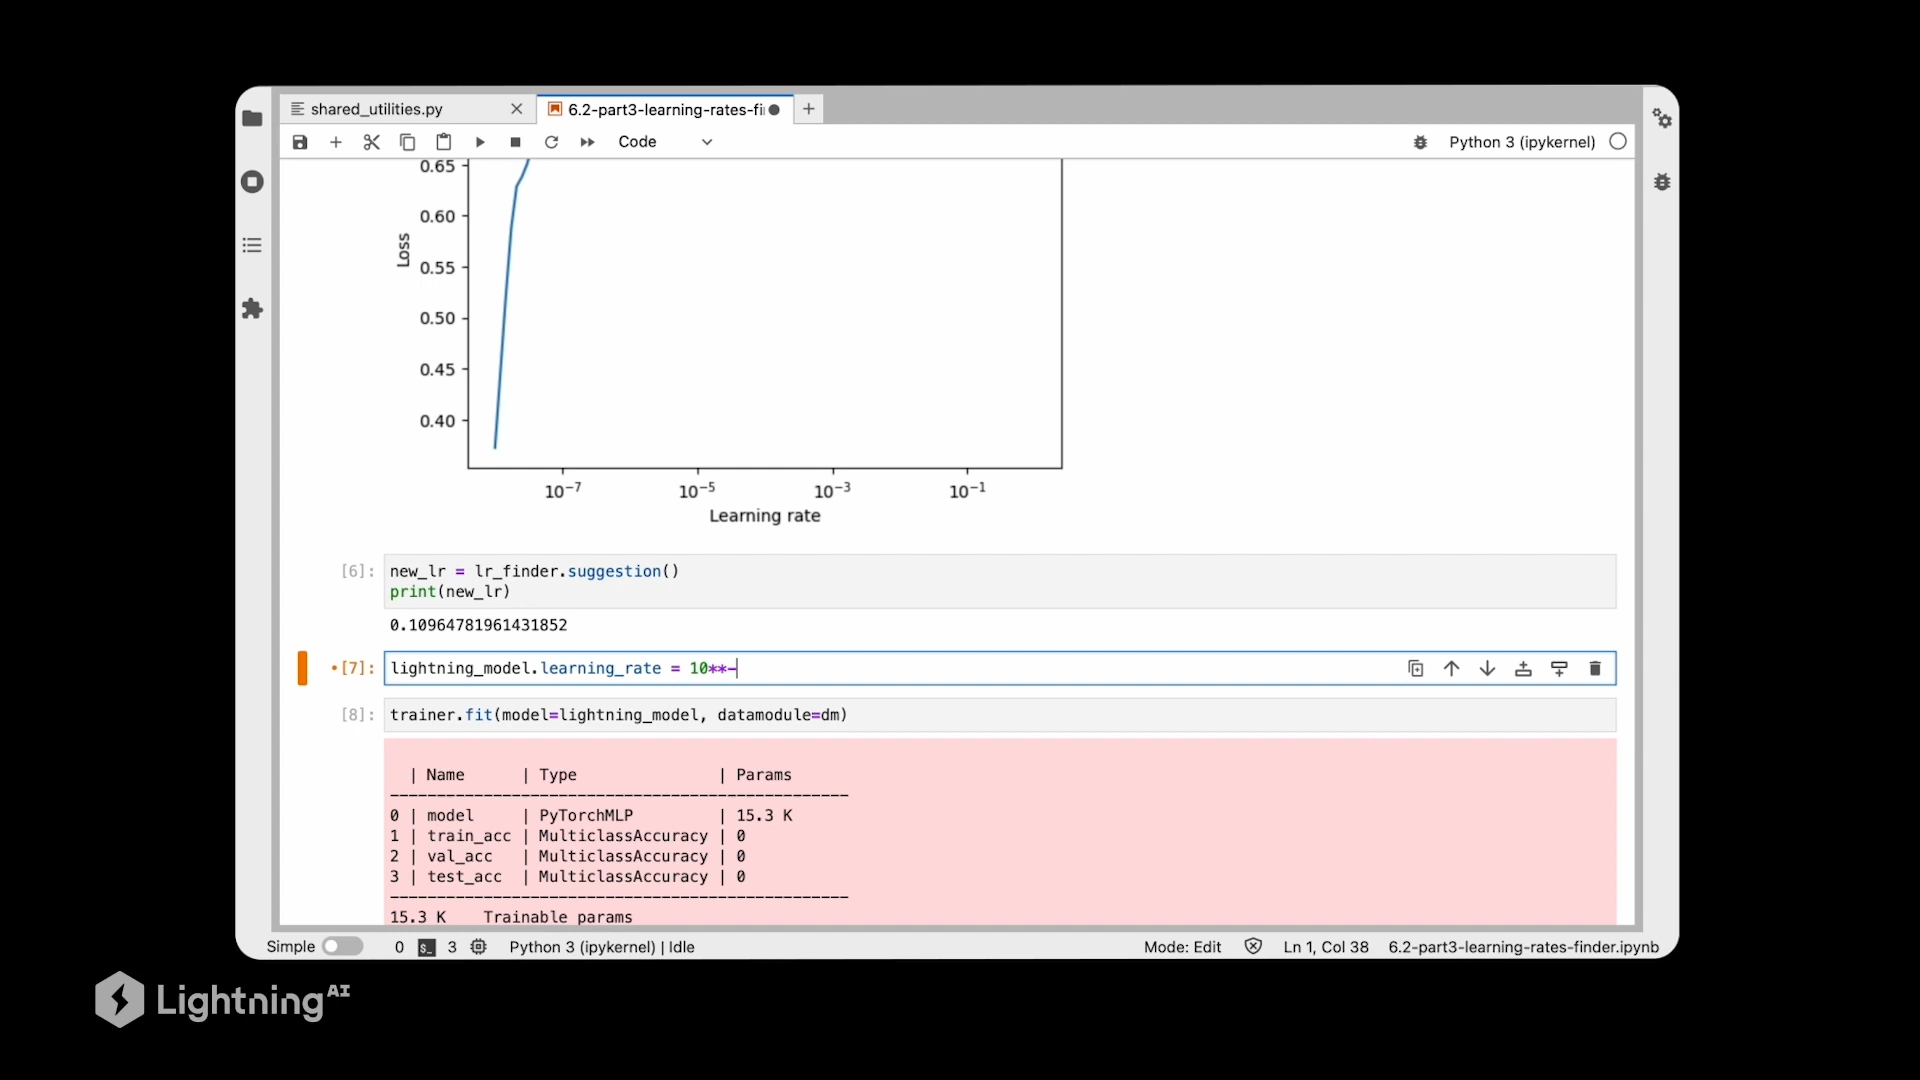 shared_utilities.py
6.2-part3-learning-rates-fi
Code
Python 3 (ipykernel)
0.65
0.60
0.55
0.50
0.45
0.40
Loss
10⁻⁷ 10⁻⁵ 10⁻³ 10⁻¹
Learning rate
[6]: new_lr = lr_finder.suggestion()
print(new_lr)
0.10964781961431852
•[7]: lightning_model.learning_rate = 10**-
[8]: trainer.fit(model=lightning_model, datamodule=dm)
| Name | Type | Params
------------------------------------------------
0 | model | PyTorchMLP | 15.3 K
1 | train_acc | MulticlassAccuracy | 0
2 | val_acc | MulticlassAccuracy | 0
3 | test_acc | MulticlassAccuracy | 0
------------------------------------------------
15.3 K Trainable params
Simple 0 $_ 3 Python 3 (ipykernel) | Idle Mode: Edit Ln 1, Col 38 6.2-part3-learning-rates-finder.ipynb
Lightning AI